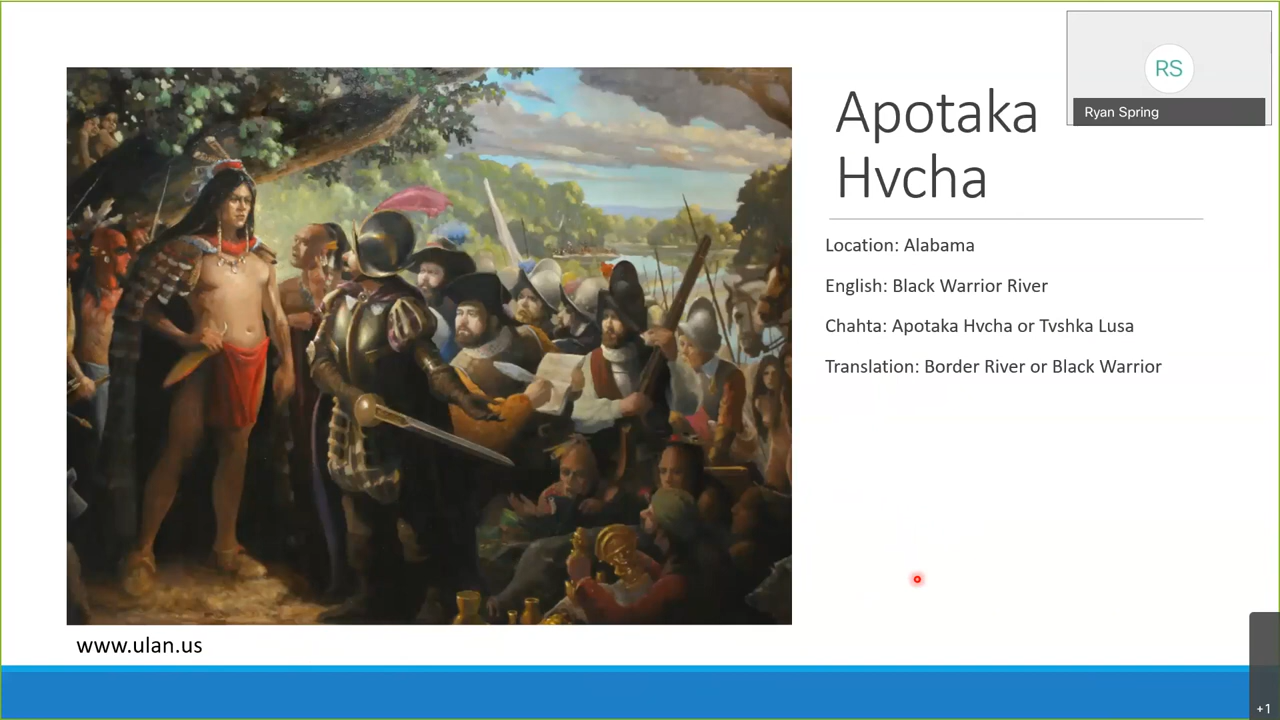 RS
Ryan Spring
Apotaka
Hvcha
Location: Alabama
English: Black Warrior River
Chahta: Apotaka Hvcha or Tvshka Lusa
Translation: Border River or Black Warrior
www.ulan.us
+1